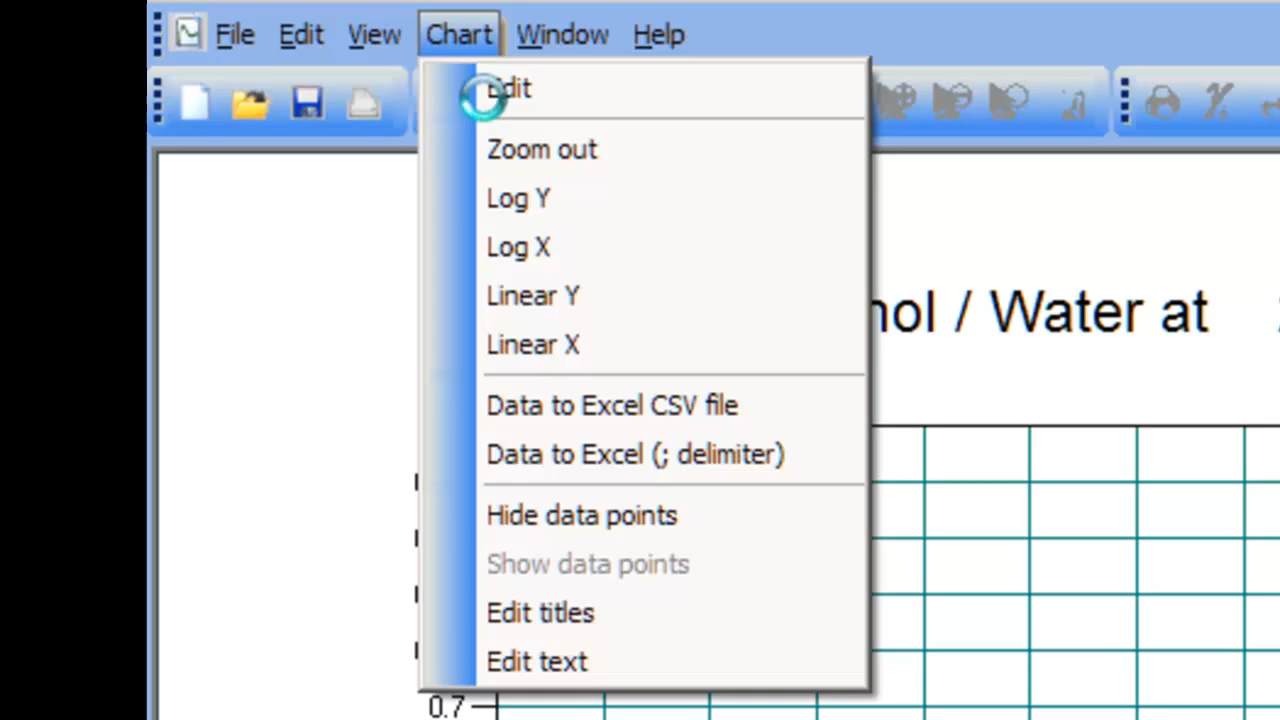 File Edit View Chart Window Help
Edit
Zoom out
Log Y
Log X
Linear Y
Linear X
/ Water at
Data to Excel CSV file
Data to Excel (; delimiter)
Hide data points
Show data points
Edit titles
Edit text
0.7